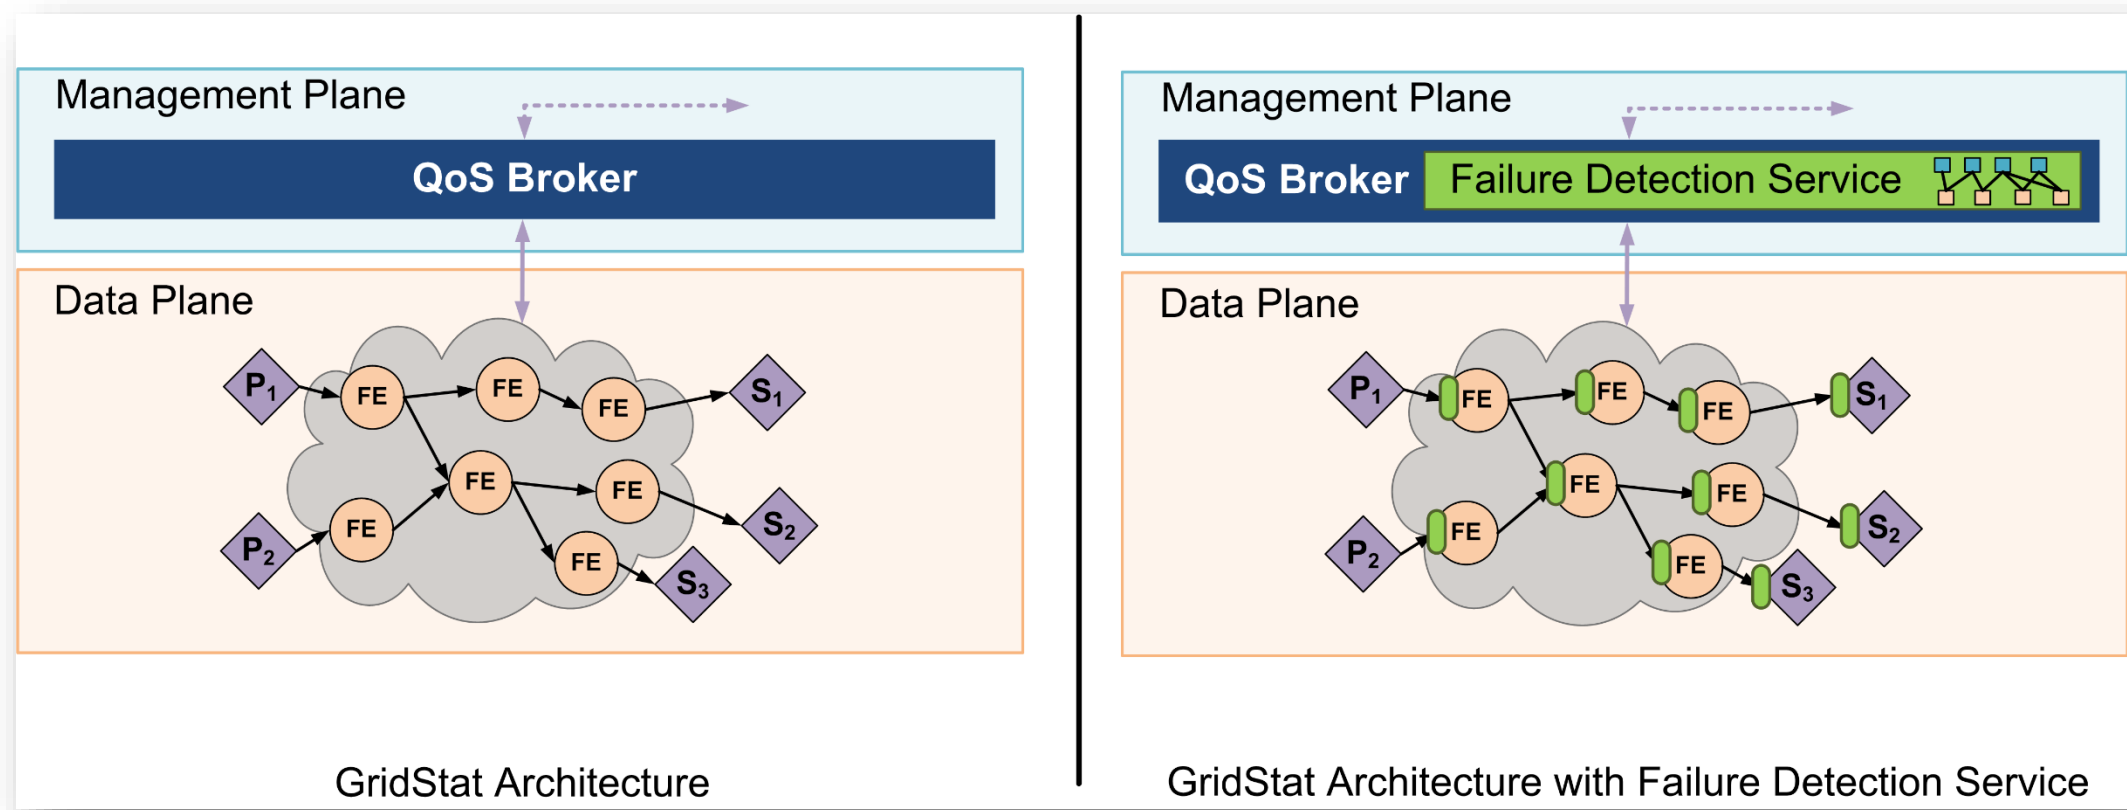 Management Plane
QoS Broker
Data Plane
P1
FE
FE
FE
S1
FE
FE
S2
P2
FE
FE
S3
GridStat Architecture
Management Plane
QoS Broker
Failure Detection Service
Data Plane
P1
FE
FE
FE
S1
FE
FE
S2
P2
FE
FE
S3
GridStat Architecture with Failure Detection Service